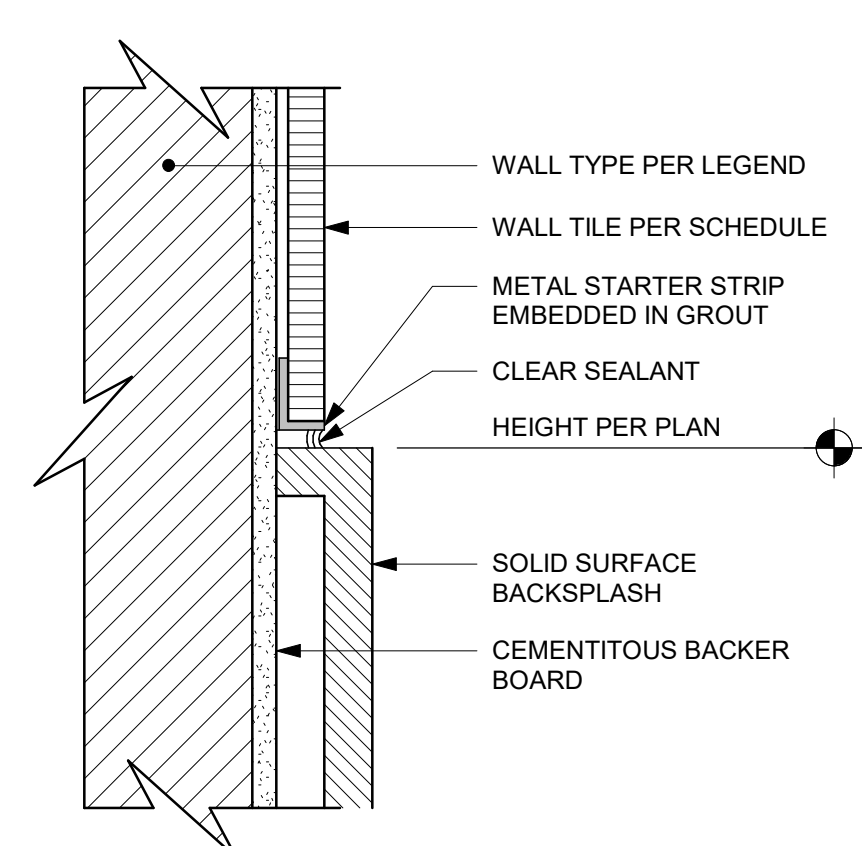 WALL TYPE PER LEGEND
WALL TILE PER SCHEDULE
METAL STARTER STRIP
EMBEDDED IN GROUT
CLEAR SEALANT
HEIGHT PER PLAN
SOLID SURFACE
BACKSPLASH
CEMENTITOUS BACKER
BOARD